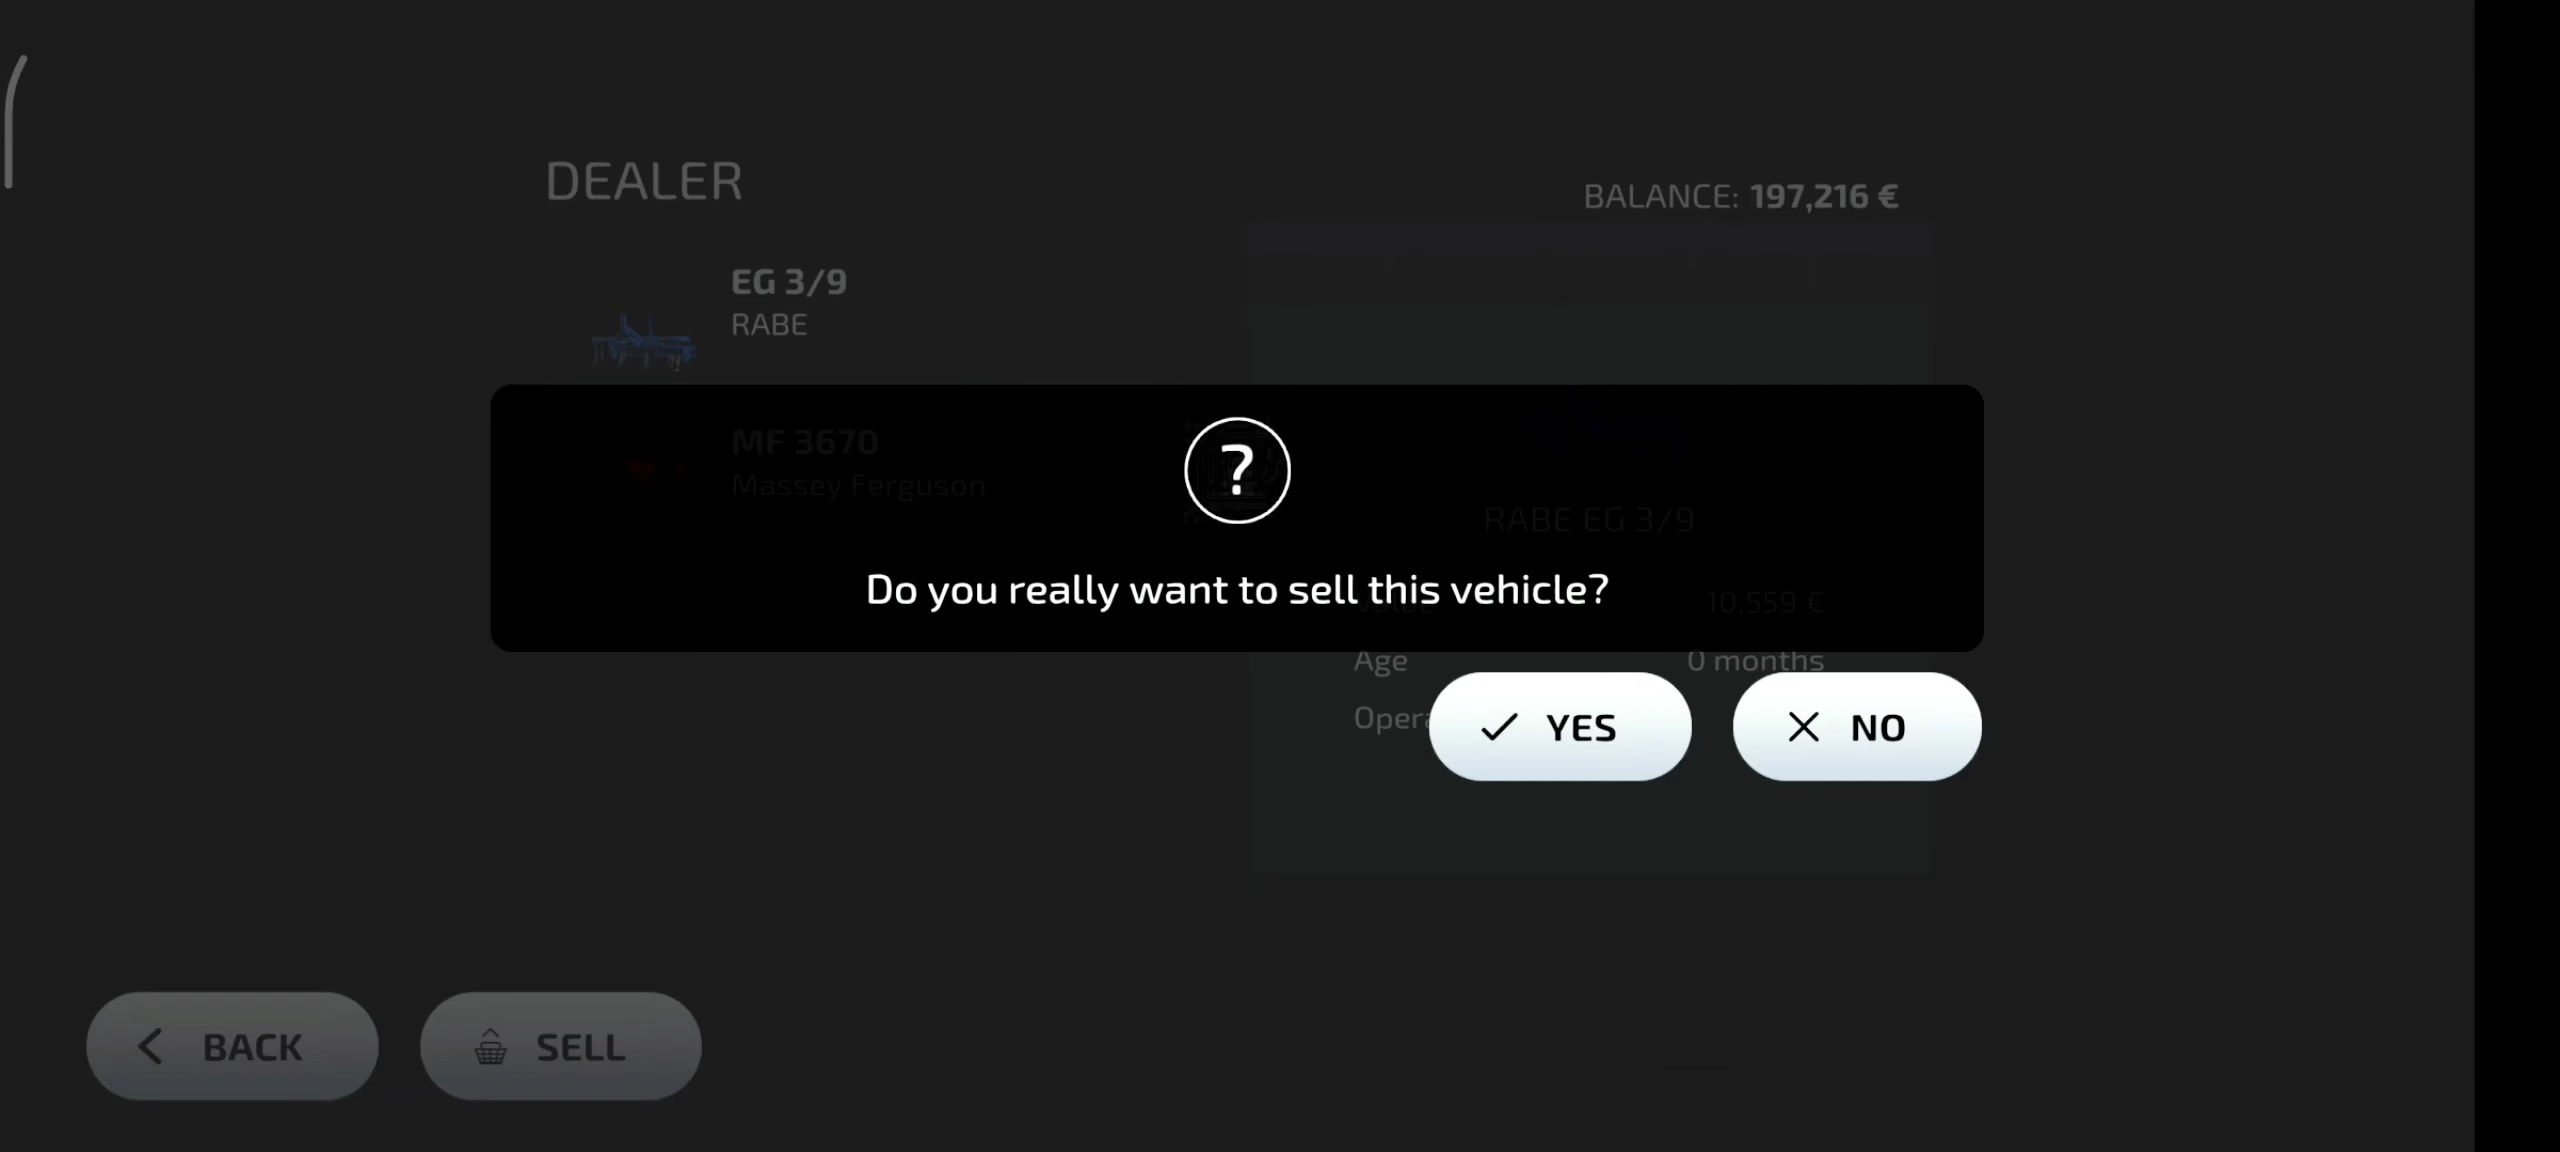 DEALER
BALANCE: 197,216 €
EG 3/9
RABE
MF 3670
Massey Ferguson
?
RABE EG 3/9
Do you really want to sell this vehicle?
10,559 €
Age 0 months
YES
NO
BACK
SELL